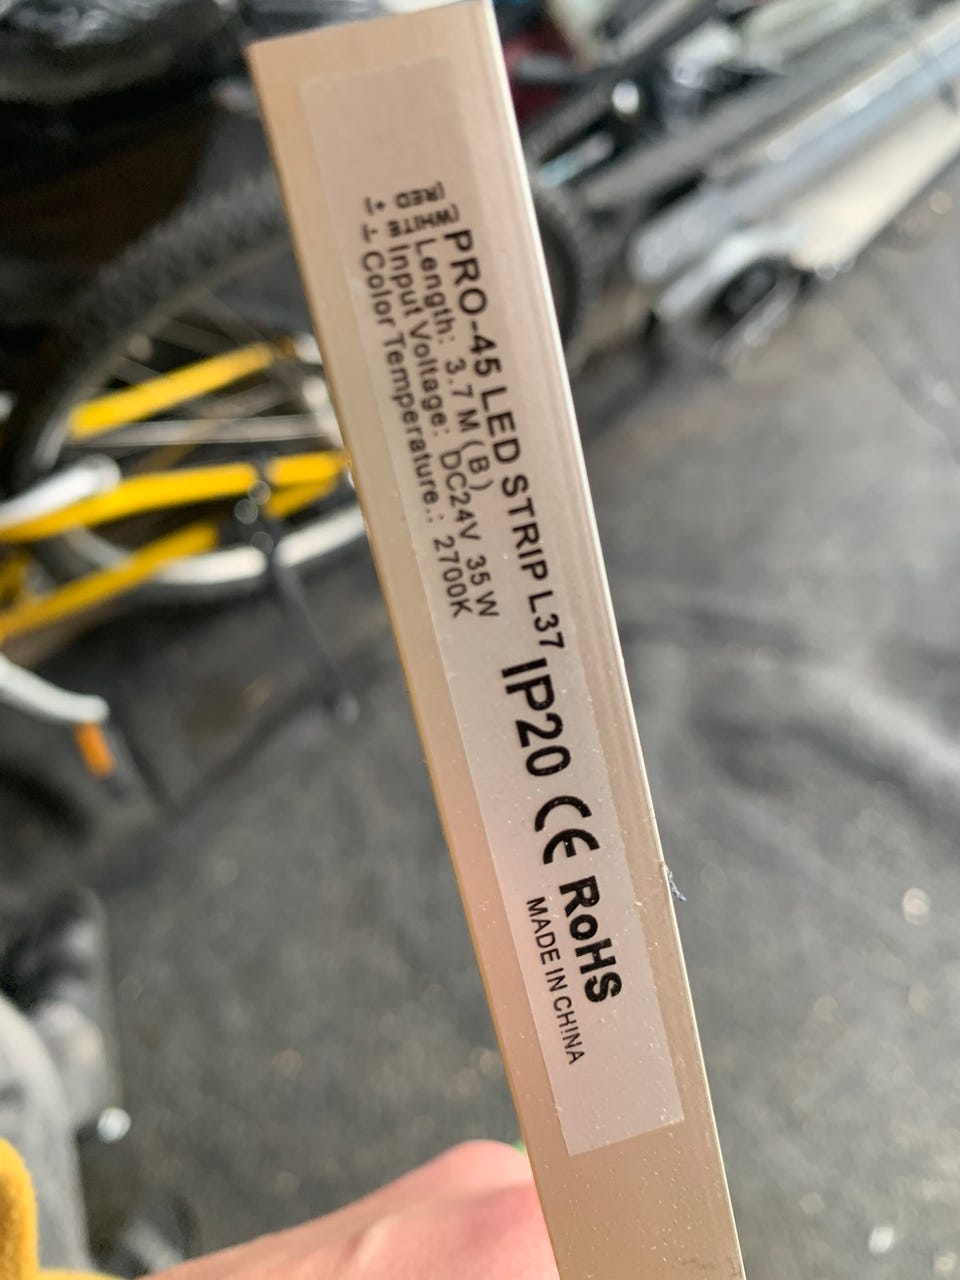 PRO-45 LED STRIP L37
Length: 3.7 M ( B )
Input Voltage: DC24V 35 W
Color Temperature.: 2700K
(WHITE
(RED)
IP20 CE RoHS
MADE IN CHINA